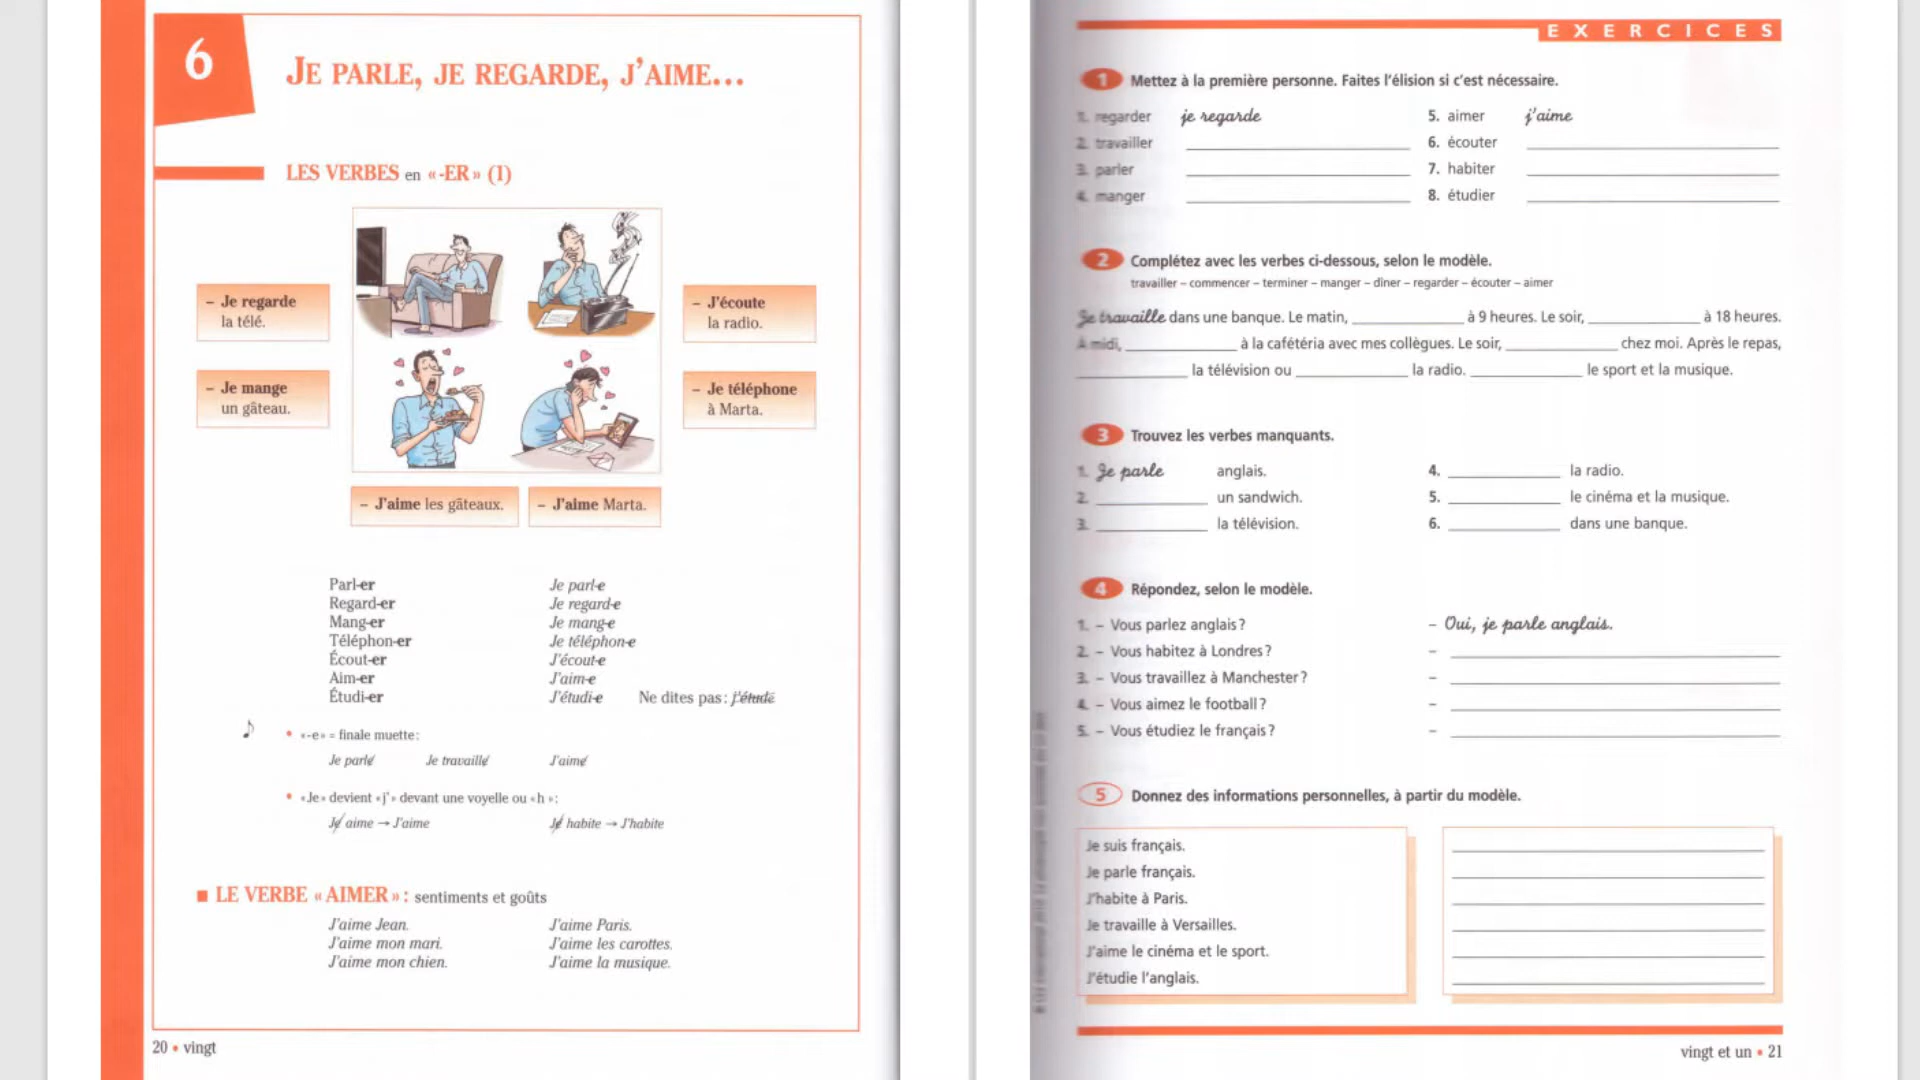 6
JE PARLE, JE REGARDE, J'AIME...
LES VERBES en « -ER » (1)
– Je regarde
la télé.
– J'écoute
la radio.
– Je mange
un gâteau.
– Je téléphone
à Marta.
– J'aime les gâteaux.
– J'aime Marta.
Parl-er Je parl-e
Regard-er Je regard-e
Mang-er Je mang-e
Téléphon-er Je téléphon-e
Écout-er J'écout-e
Aim-er J'aim-e
Étudi-er J'étudi-e Ne dites pas : j'étude
• «-e» = finale muette :
Je parle Je travaille J'aime
• «Je» devient «j'» devant une voyelle ou «h» :
Je aime → J'aime Je habite → J'habite
■ LE VERBE « AIMER » : sentiments et goûts
J'aime Jean. J'aime Paris.
J'aime mon mari. J'aime les carottes.
J'aime mon chien. J'aime la musique.
20 • vingt
EXERCICES
1 Mettez à la première personne. Faites l'élision si c'est nécessaire.
1. regarder je regarde 5. aimer j'aime
2. travailler 6. écouter
3. parler 7. habiter
4. manger 8. étudier
2 Complétez avec les verbes ci-dessous, selon le modèle.
travailler – commencer – terminer – manger – dîner – regarder – écouter – aimer
Je travaille dans une banque. Le matin, ____________ à 9 heures. Le soir, ____________ à 18 heures.
À midi, ____________ à la cafétéria avec mes collègues. Le soir, ____________ chez moi. Après le repas,
____________ la télévision ou ____________ la radio. ____________ le sport et la musique.
3 Trouvez les verbes manquants.
1. Je parle anglais. 4. ____________ la radio.
2. ____________ un sandwich. 5. ____________ le cinéma et la musique.
3. ____________ la télévision. 6. ____________ dans une banque.
4 Répondez, selon le modèle.
1. – Vous parlez anglais ? – Oui, je parle anglais.
2. – Vous habitez à Londres ? –
3. – Vous travaillez à Manchester ? –
4. – Vous aimez le football ? –
5. – Vous étudiez le français ? –
5 Donnez des informations personnelles, à partir du modèle.
Je suis français.
Je parle français.
J'habite à Paris.
Je travaille à Versailles.
J'aime le cinéma et le sport.
J'étudie l'anglais.
vingt et un • 21